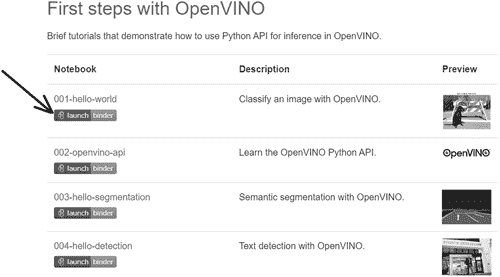 First steps with OpenVINO
Brief tutorials that demonstrate how to use Python API for inference in OpenVINO.
Notebook Description Preview
001-hello-world Classify an image with OpenVINO.
launch binder
002-openvino-api Learn the OpenVINO Python API. OpenVINO
launch binder
003-hello-segmentation Semantic segmentation with OpenVINO.
launch binder
004-hello-detection Text detection with OpenVINO.
launch binder